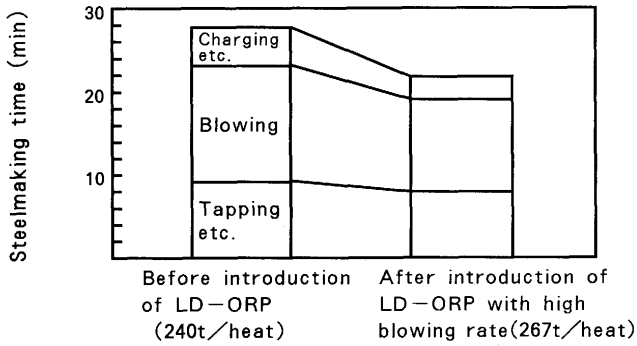 Steelmaking time (min)
30
20
10
Charging
etc.
Blowing
Tapping
etc.
Before introduction
of LD-ORP
(240t/heat)
After introduction of
LD-ORP with high
blowing rate(267t/heat)